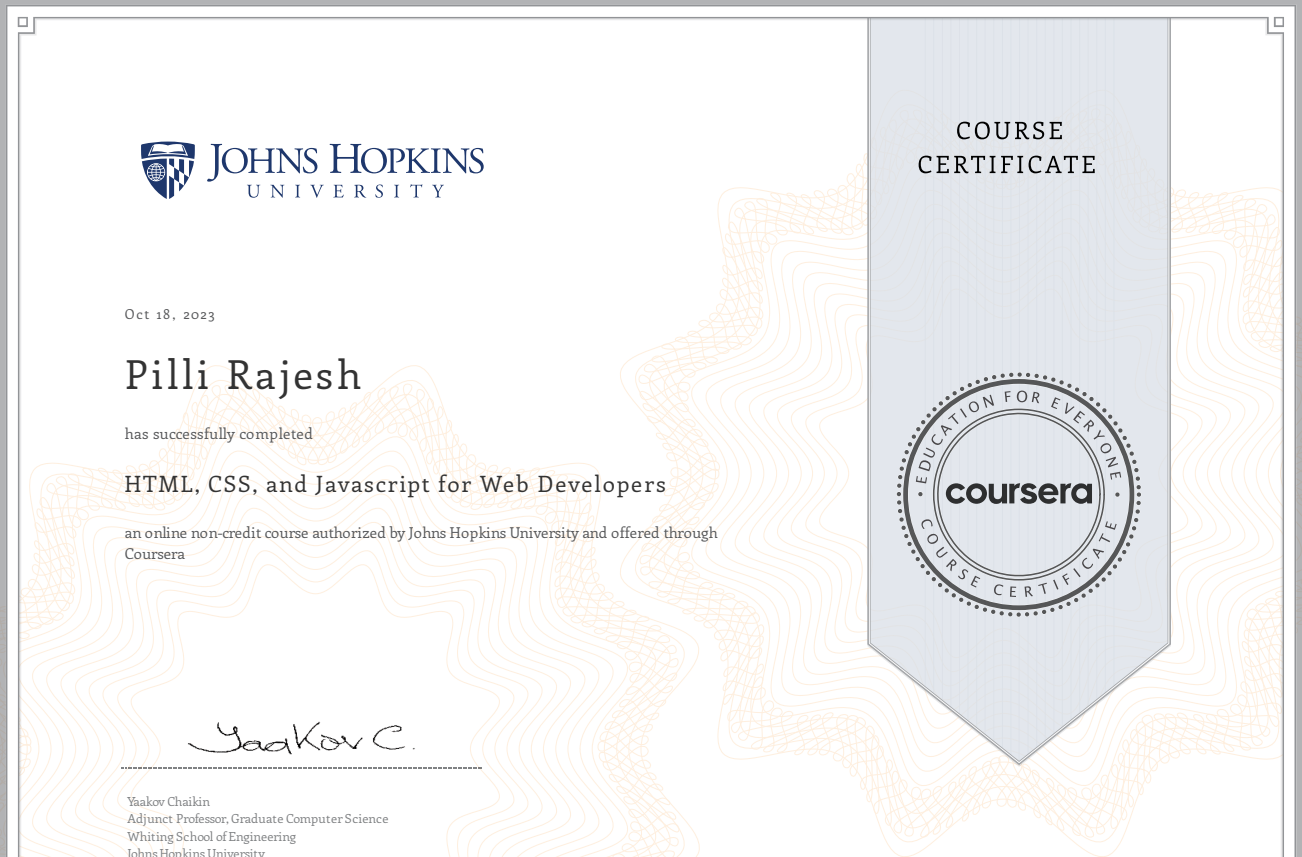 JOHNS HOPKINS
UNIVERSITY
COURSE
CERTIFICATE
Oct 18, 2023
Pilli Rajesh
has successfully completed
HTML, CSS, and Javascript for Web Developers
an online non-credit course authorized by Johns Hopkins University and offered through
Coursera
EDUCATION FOR EVERYONE
coursera
COURSE CERTIFICATE
Yaakov C.
Yaakov Chaikin
Adjunct Professor, Graduate Computer Science
Whiting School of Engineering
Johns Hopkins University